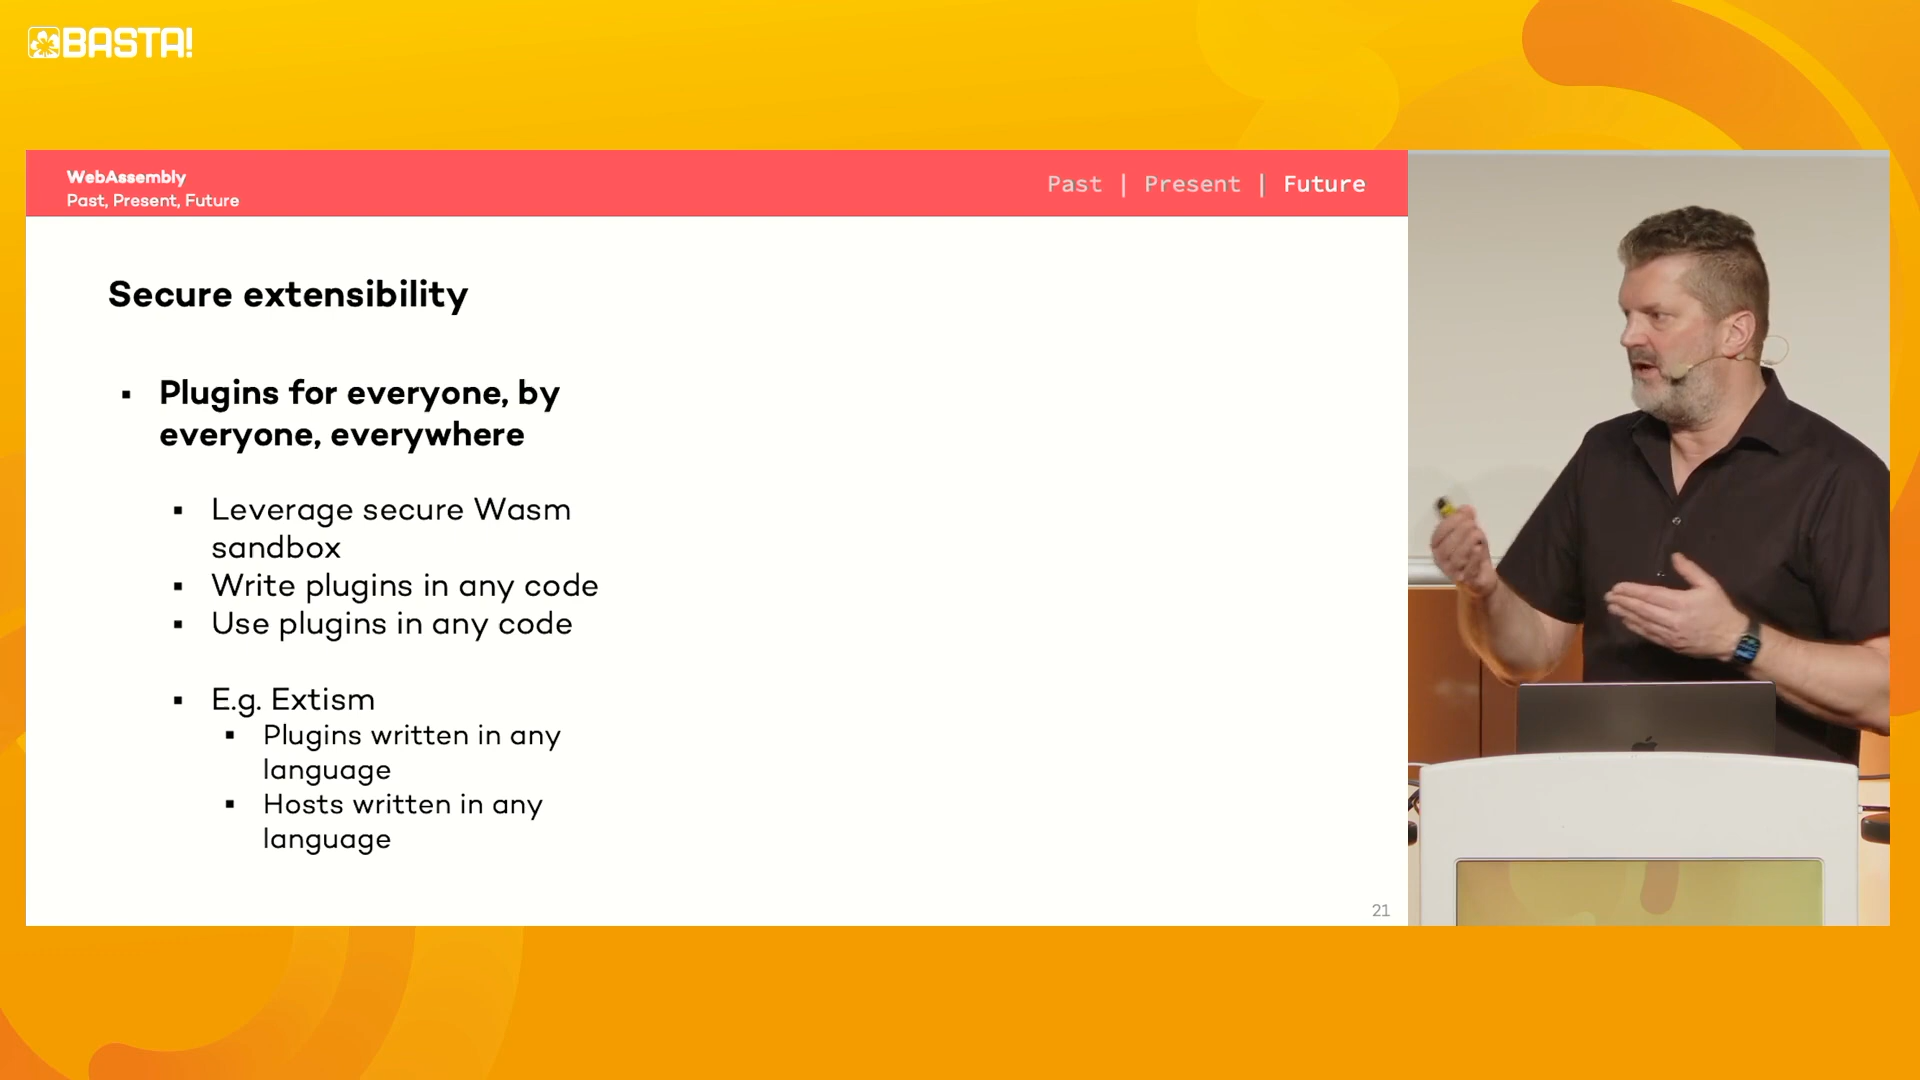 BASTA!
WebAssembly
Past, Present, Future
Past | Present | Future
Secure extensibility
▪ Plugins for everyone, by
everyone, everywhere
▪ Leverage secure Wasm
sandbox
▪ Write plugins in any code
▪ Use plugins in any code
▪ E.g. Extism
▪ Plugins written in any
language
▪ Hosts written in any
language
21